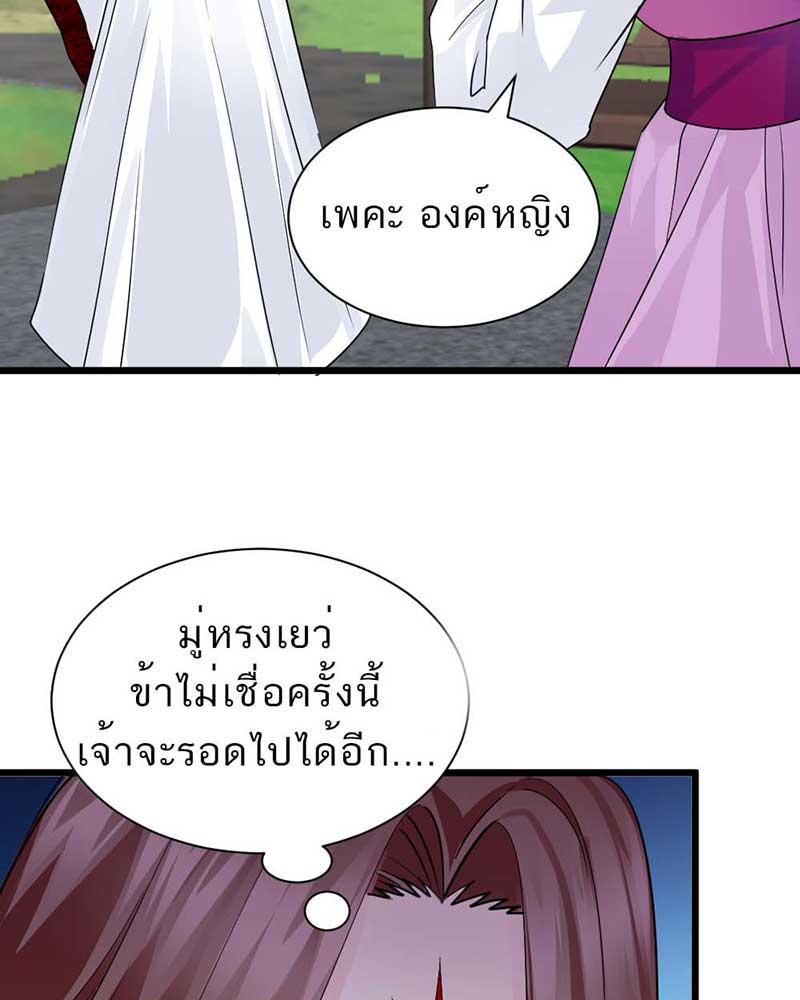 เพคะ องค์หญิง
มู่หรงเยว่
ข้าไม่เชื่อครั้งนี้
เจ้าจะรอดไปได้อีก....